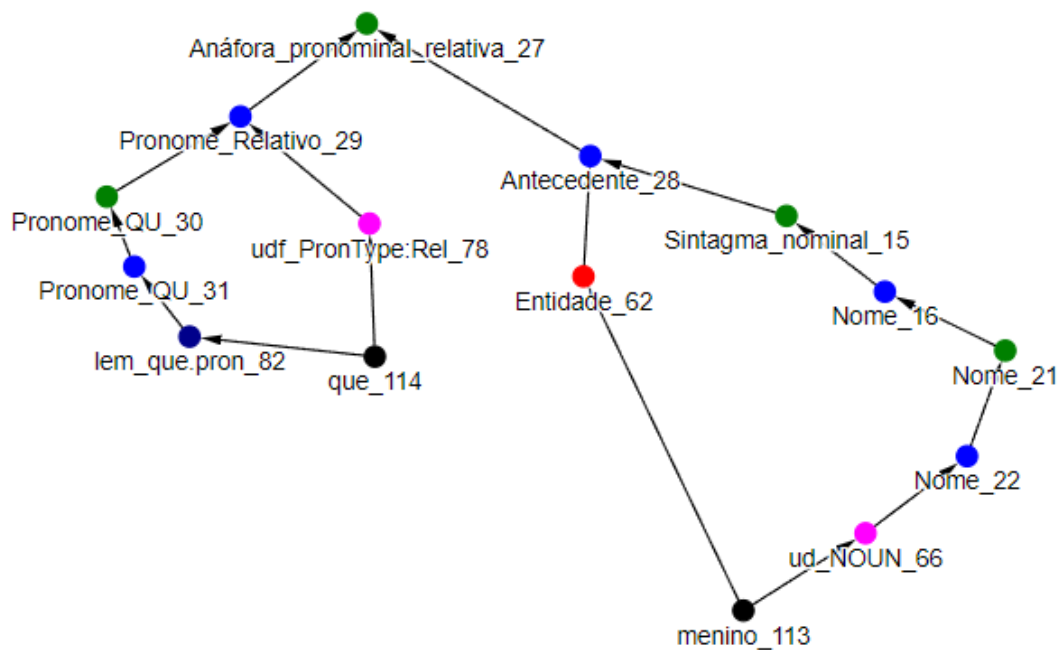 Anáfora_pronominal_relativa_27
Pronome_Relativo_29
Antecedente_28
Pronome_QU_30
udf_PronType:Rel_78
Sintagma_nominal_15
Pronome_QU_31
Entidade_62
Nome_16
lem_que.pron_82
que_114
Nome_21
Nome_22
ud_NOUN_66
menino_113